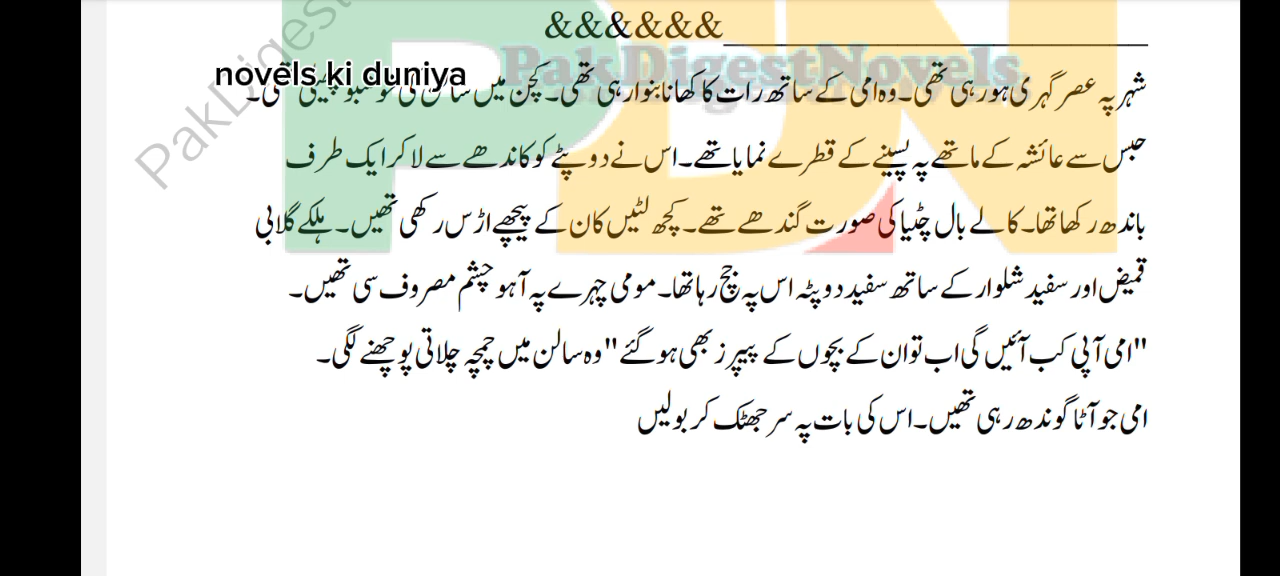 &&&&&&
PakDigestNovels
novels ki duniya
شہر پہ عصر گہری ہو رہی تھی۔ وہ امی کے ساتھ رات کا کھانا بنوا رہی تھی۔ کچن میں سالن کی خوشبو پھیلی تھی۔
حبس سے عائشہ کے ماتھے پہ پسینے کے قطرے نمایا تھے۔ اس نے دوپٹے کو کاندھے سے لا کر ایک طرف
باندھ رکھا تھا۔ کالے بال چٹیا کی صورت گندھے تھے۔ کچھ لٹیں کان کے پیچھے اڑس رکھی تھیں۔ ہلکے گلابی
قمیض اور سفید شلوار کے ساتھ سفید دوپٹہ اس پہ جچ رہا تھا۔ مومی چہرے پہ آہو چشم مصروف سی تھیں۔
"امی آپی کب آئیں گی اب تو ان کے بچوں کے پیپرز بھی ہو گئے" وہ سالن میں چمچہ چلاتی پوچھنے لگی۔
امی جو آٹا گوندھ رہی تھیں۔ اس کی بات پہ سر جھٹک کر بولیں